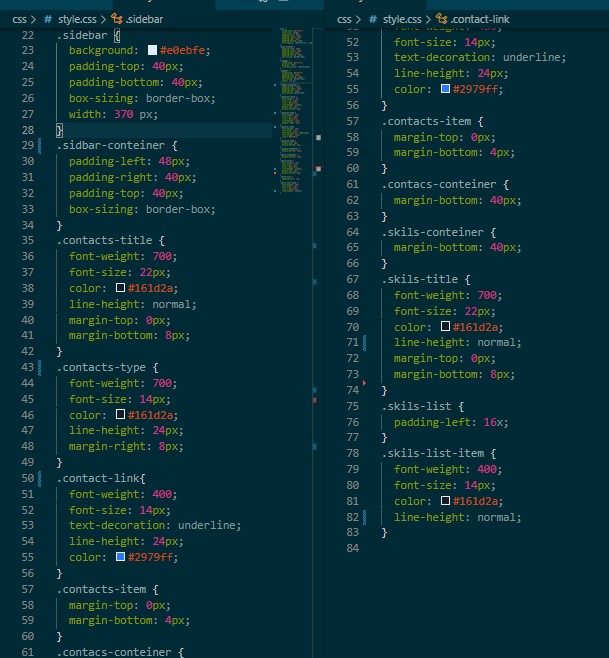 css > # style.css > .sidebar
22 .sidebar {
23 background: #e0ebfe;
24 padding-top: 40px;
25 padding-bottom: 40px;
26 box-sizing: border-box;
27 width: 370 px;
28 }
29 .sidbar-conteiner {
30 padding-left: 48px;
31 padding-right: 40px;
32 padding-top: 40px;
33 box-sizing: border-box;
34 }
35 .contacts-title {
36 font-weight: 700;
37 font-size: 22px;
38 color: #161d2a;
39 line-height: normal;
40 margin-top: 0px;
41 margin-bottom: 8px;
42 }
43 .contacts-type {
44 font-weight: 700;
45 font-size: 14px;
46 color: #161d2a;
47 line-height: 24px;
48 margin-right: 8px;
49 }
50 .contact-link{
51 font-weight: 400;
52 font-size: 14px;
53 text-decoration: underline;
54 line-height: 24px;
55 color: #2979ff;
56 }
57 .contacts-item {
58 margin-top: 0px;
59 margin-bottom: 4px;
60 }
61 .contacs-conteiner {
css > # style.css > .contact-link
52 font-size: 14px;
53 text-decoration: underline;
54 line-height: 24px;
55 color: #2979ff;
56 }
57 .contacts-item {
58 margin-top: 0px;
59 margin-bottom: 4px;
60 }
61 .contacs-conteiner {
62 margin-bottom: 40px;
63 }
64 .skils-conteiner {
65 margin-bottom: 40px;
66 }
67 .skils-title {
68 font-weight: 700;
69 font-size: 22px;
70 color: #161d2a;
71 line-height: normal;
72 margin-top: 0px;
73 margin-bottom: 8px;
74 }
75 .skils-list {
76 padding-left: 16x;
77 }
78 .skils-list-item {
79 font-weight: 400;
80 font-size: 14px;
81 color: #161d2a;
82 line-height: normal;
83 }
84